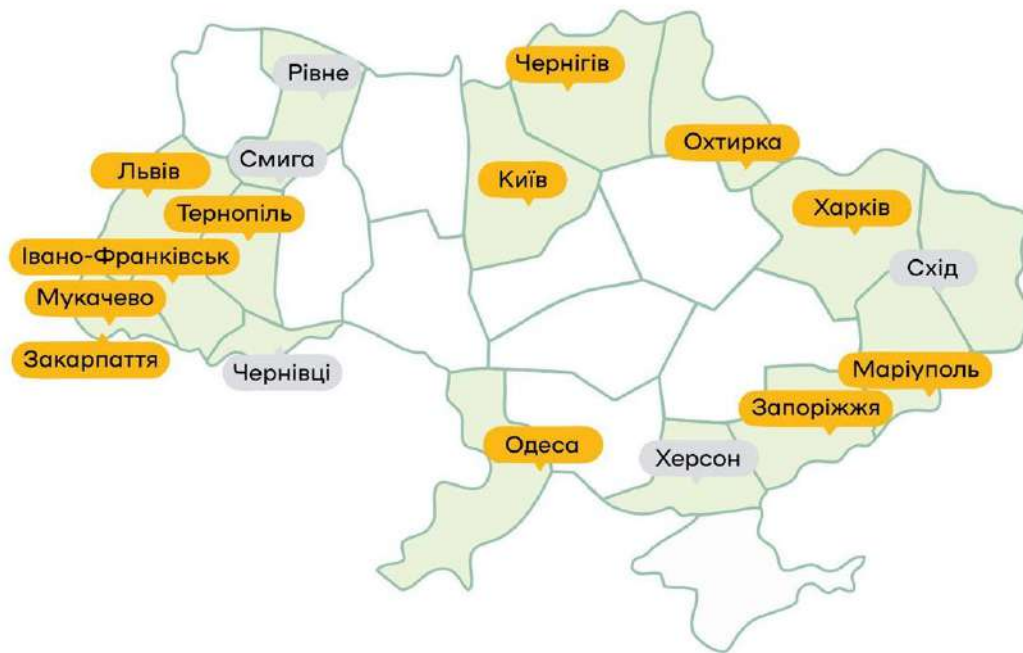 Чернігів
Рівне
Охтирка
Смига
Львів
Київ
Тернопіль
Харків
Івано-Франківськ
Схід
Мукачево
Закарпаття
Чернівці
Маріуполь
Запоріжжя
Одеса
Херсон